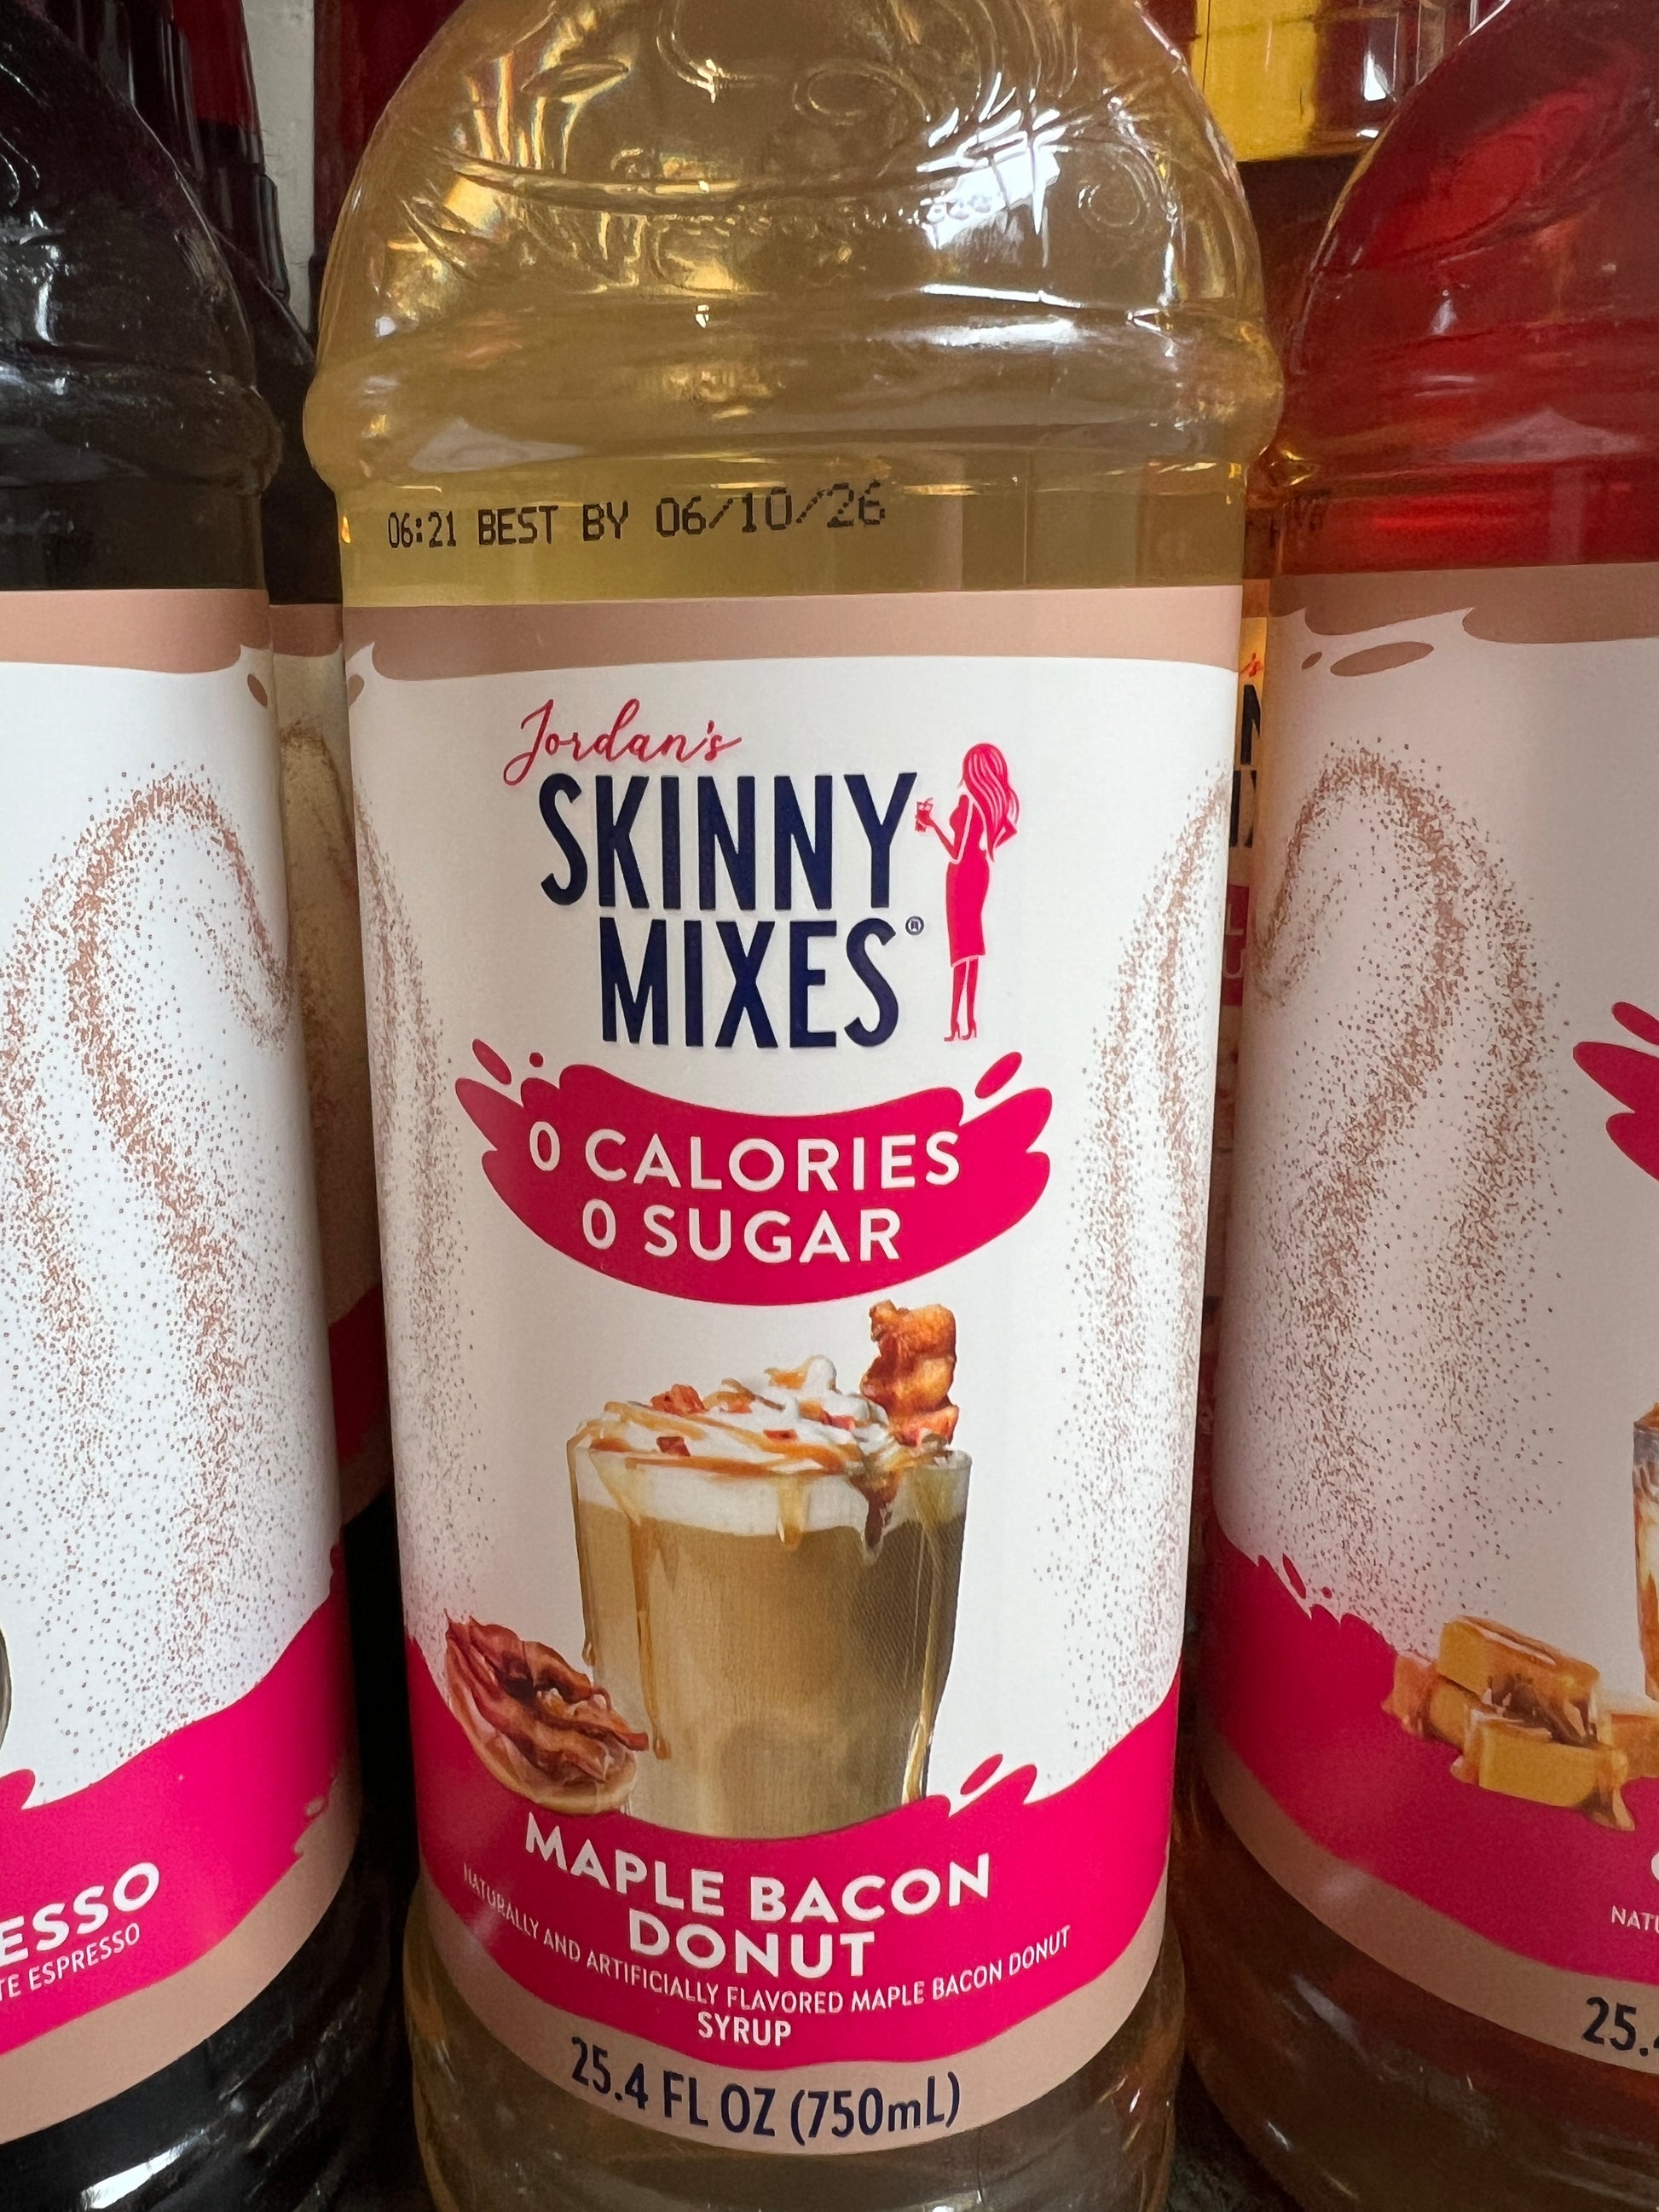 06:21 BEST BY 06/10/26
Jordan's
SKINNY
MIXES®
0 CALORIES
0 SUGAR
MAPLE BACON
DONUT
NATURALLY AND ARTIFICIALLY FLAVORED MAPLE BACON DONUT
SYRUP
25.4 FL OZ (750mL)
ESSO
TE ESPRESSO
NATU
25.4